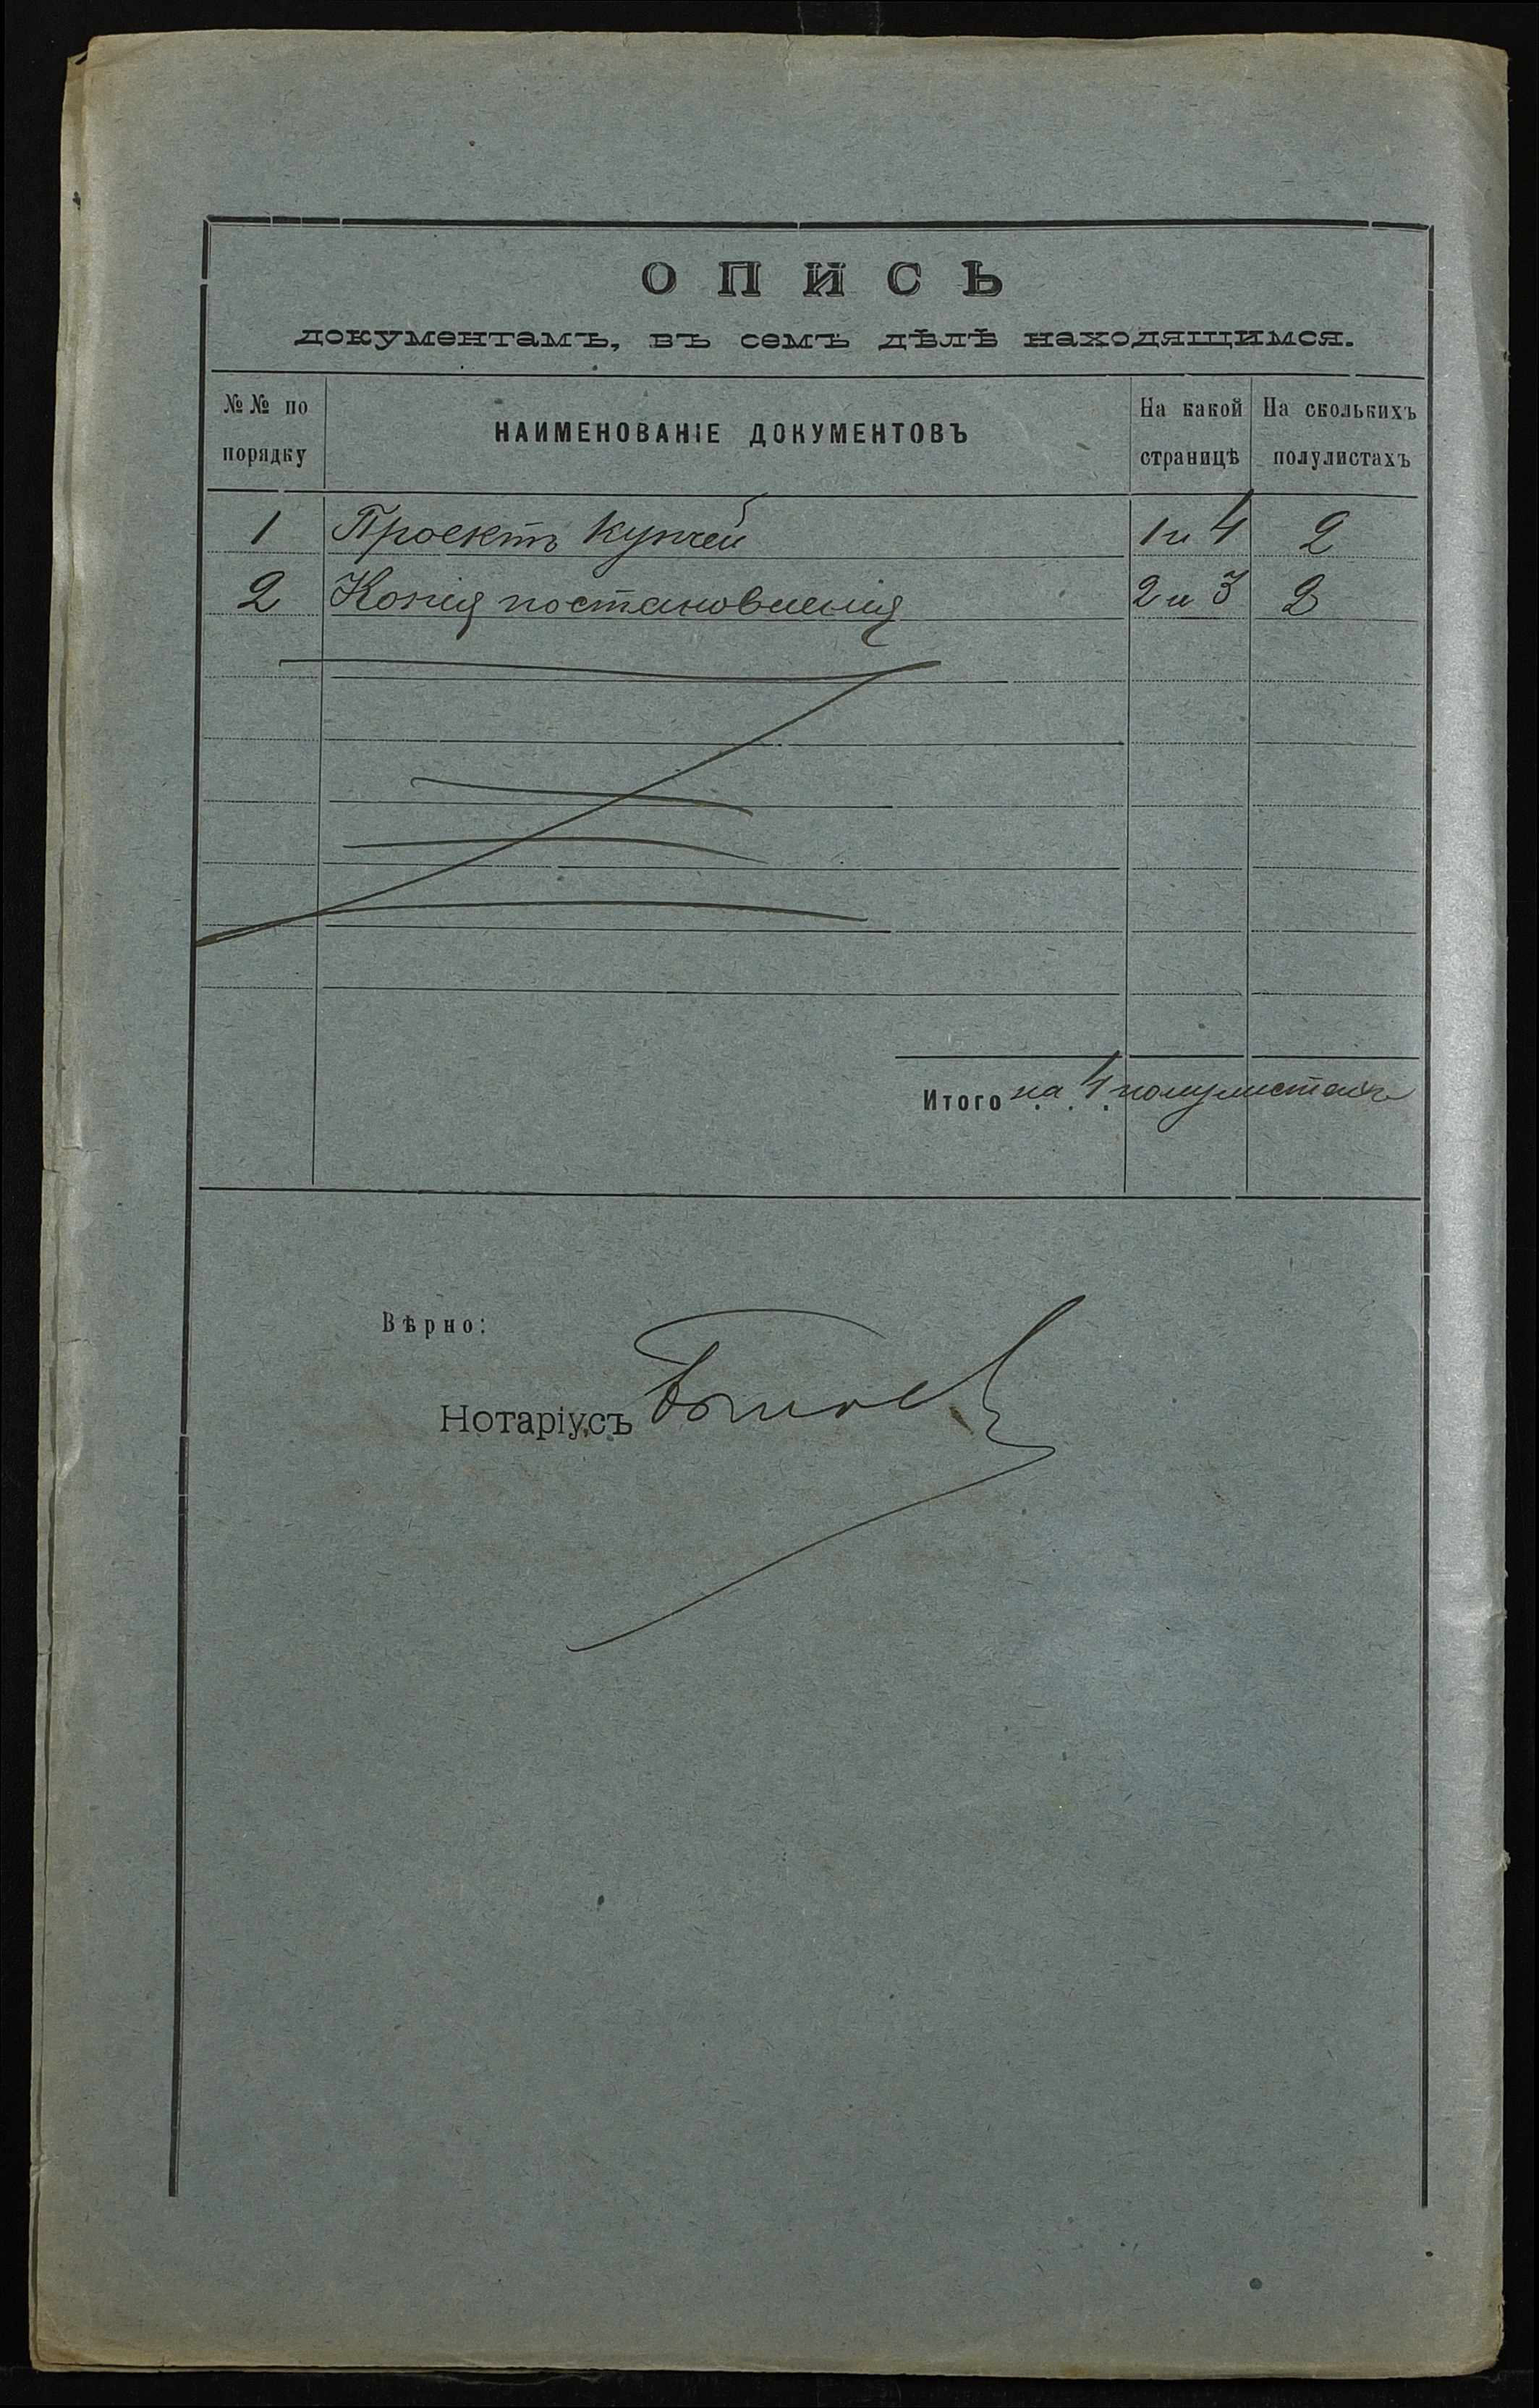 ОПИСЬ
документамъ, въ семъ дѣлѣ находящимся.
№№ по порядку
НАИМЕНОВАНІЕ ДОКУМЕНТОВЪ
На какой страницѣ
На сколькихъ полулистахъ
1 Проектъ купчей 1 и 4 2
2 Копія постановленія 2 и 3 2
Итого на 4 полулистахъ
Вѣрно:
Нотаріусъ